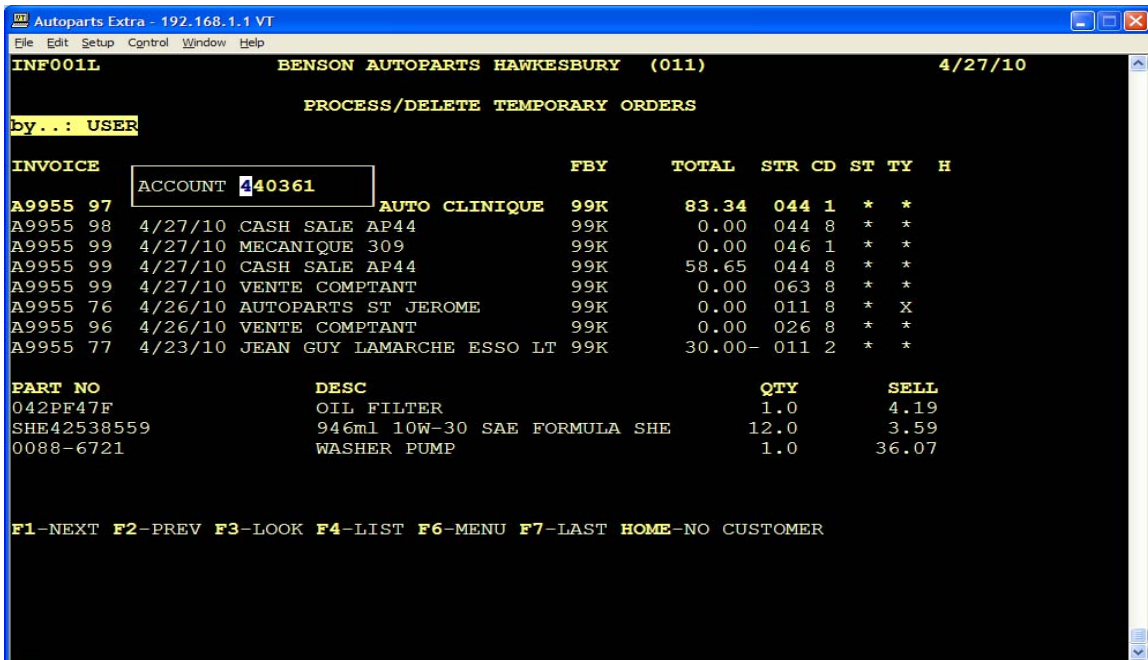 Autoparts Extra - 192.168.1.1 VT
File Edit Setup Control Window Help
INF001L BENSON AUTOPARTS HAWKESBURY (011) 4/27/10
PROCESS/DELETE TEMPORARY ORDERS
by..: USER
INVOICE FBY TOTAL STR CD ST TY H
ACCOUNT 440361
A9955 97 AUTO CLINIQUE 99K 83.34 044 1 * *
A9955 98 4/27/10 CASH SALE AP44 99K 0.00 044 8 * *
A9955 99 4/27/10 MECANIQUE 309 99K 0.00 046 1 * *
A9955 99 4/27/10 CASH SALE AP44 99K 58.65 044 8 * *
A9955 99 4/27/10 VENTE COMPTANT 99K 0.00 063 8 * *
A9955 76 4/26/10 AUTOPARTS ST JEROME 99K 0.00 011 8 * X
A9955 96 4/26/10 VENTE COMPTANT 99K 0.00 026 8 * *
A9955 77 4/23/10 JEAN GUY LAMARCHE ESSO LT 99K 30.00- 011 2 * *
PART NO DESC QTY SELL
042PF47F OIL FILTER 1.0 4.19
SHE42538559 946ml 10W-30 SAE FORMULA SHE 12.0 3.59
0088-6721 WASHER PUMP 1.0 36.07
F1-NEXT F2-PREV F3-LOOK F4-LIST F6-MENU F7-LAST HOME-NO CUSTOMER